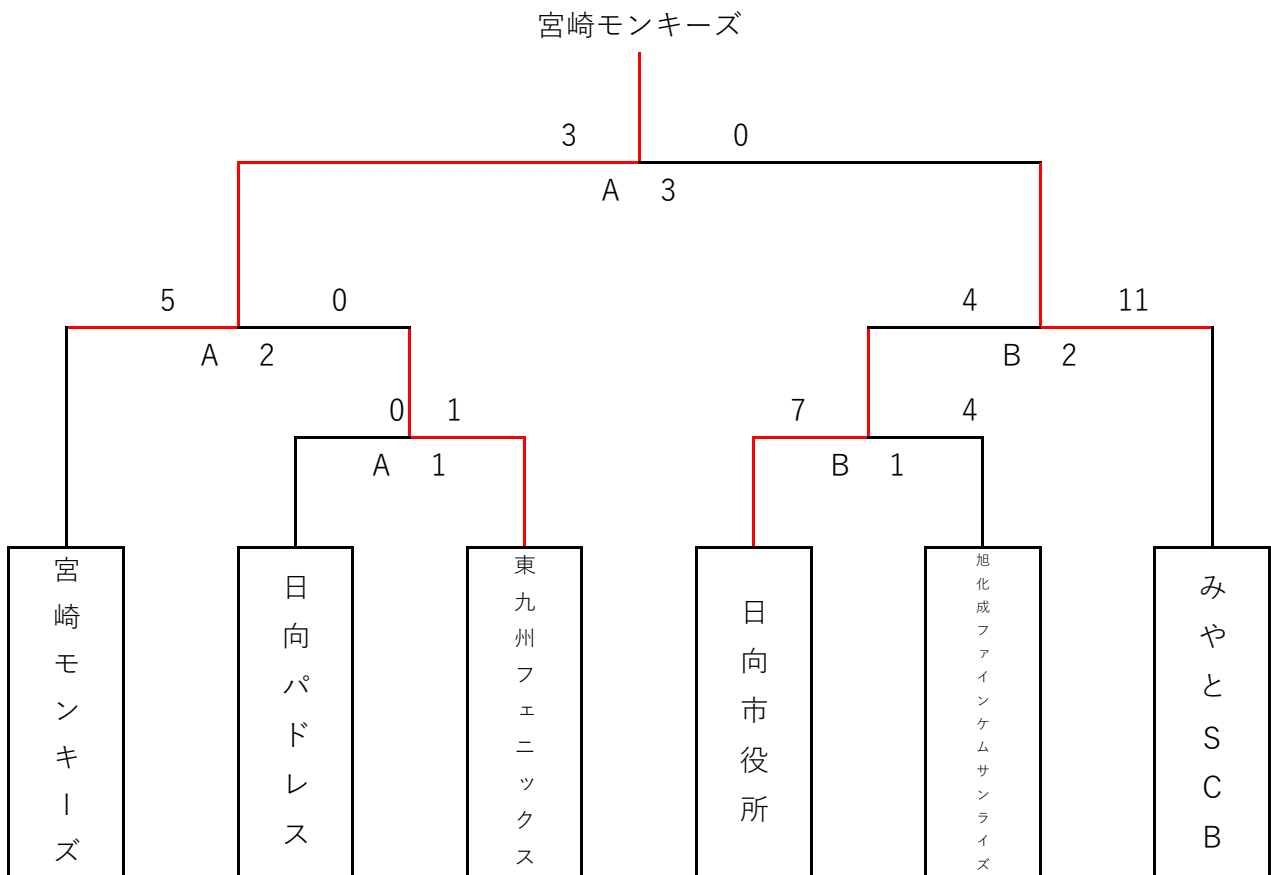 宮崎モンキーズ
3 0
A 3
5 0 4 11
A 2 B 2
0 1 7 4
A 1 B 1
宮崎モンキーズ
日向パドレス
東九州フェニックス
日向市役所
旭化成ファインケムサンライズ
みやとSCB